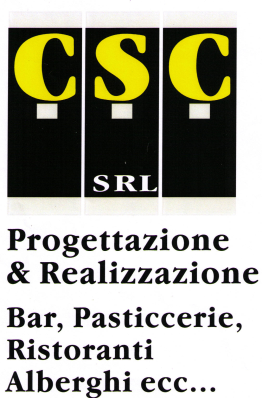 CSC
SRL
Progettazione
& Realizzazione
Bar, Pasticcerie,
Ristoranti
Alberghi ecc...